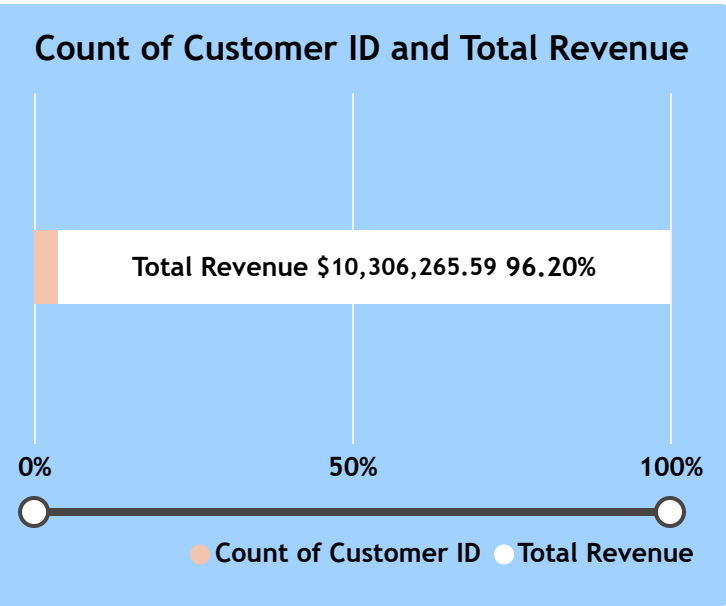 Count of Customer ID and Total Revenue
Total Revenue $10,306,265.59 96.20%
0% 50% 100%
Count of Customer ID Total Revenue